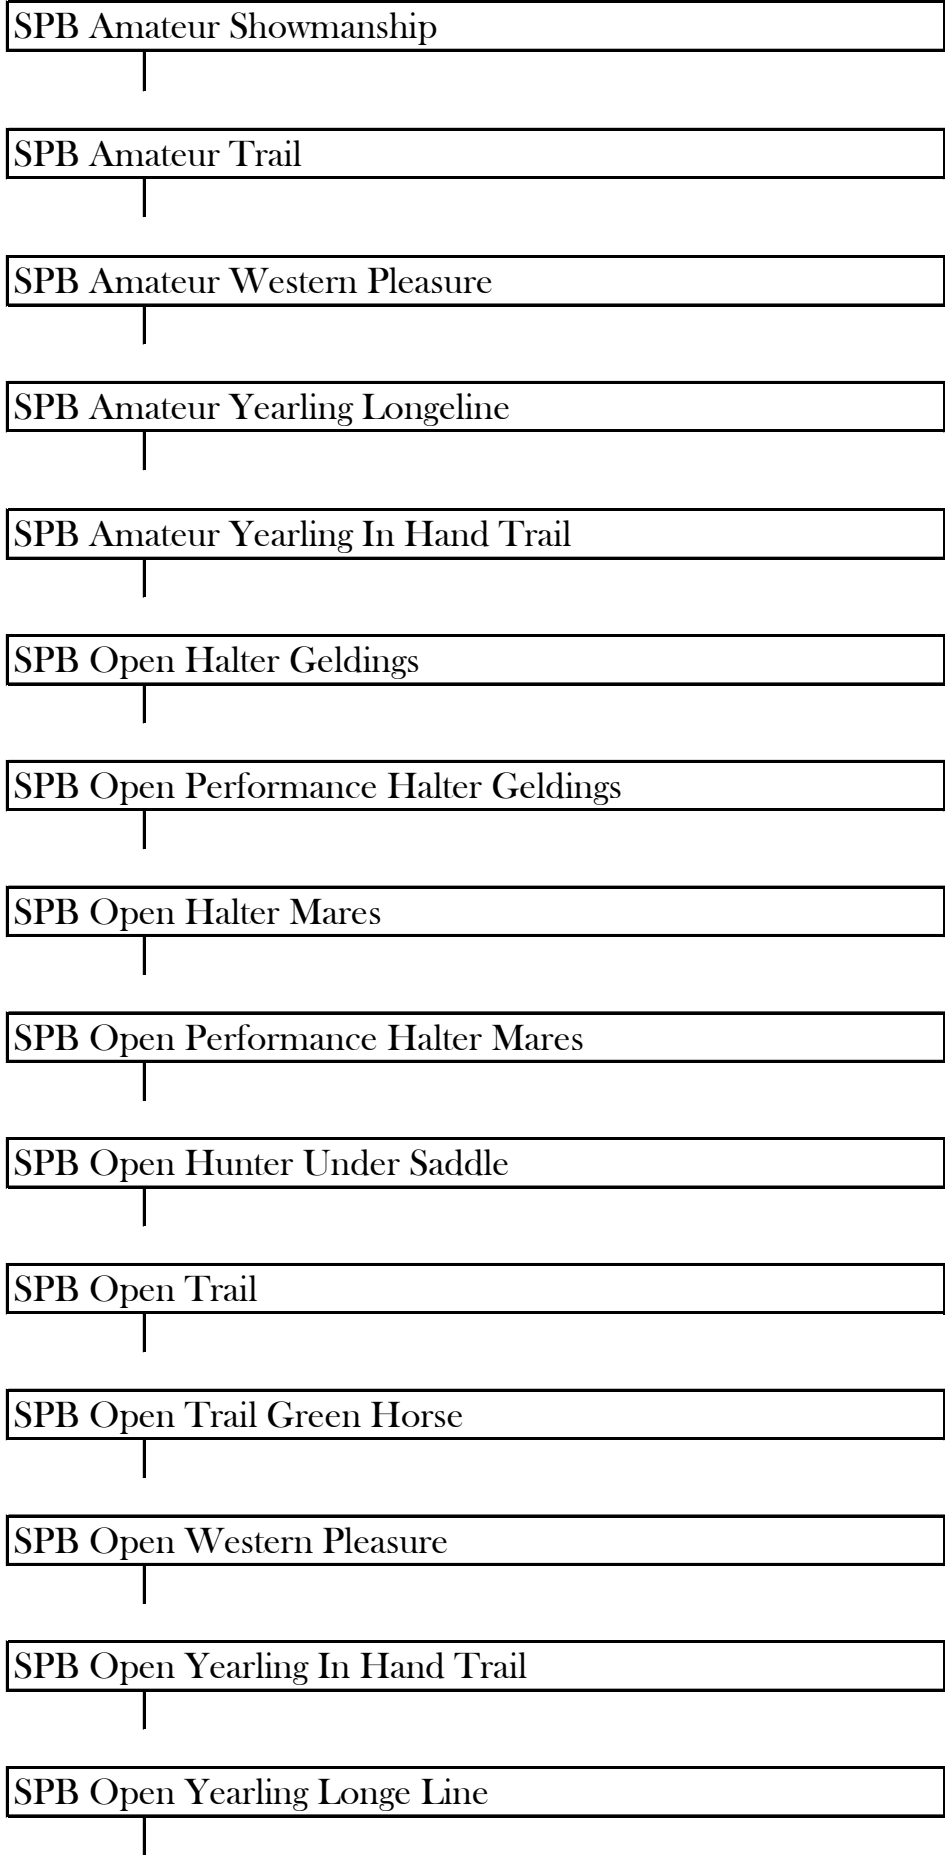 SPB Amateur Showmanship
SPB Amateur Trail
SPB Amateur Western Pleasure
SPB Amateur Yearling Longeline
SPB Amateur Yearling In Hand Trail
SPB Open Halter Geldings
SPB Open Performance Halter Geldings
SPB Open Halter Mares
SPB Open Performance Halter Mares
SPB Open Hunter Under Saddle
SPB Open Trail
SPB Open Trail Green Horse
SPB Open Western Pleasure
SPB Open Yearling In Hand Trail
SPB Open Yearling Longe Line